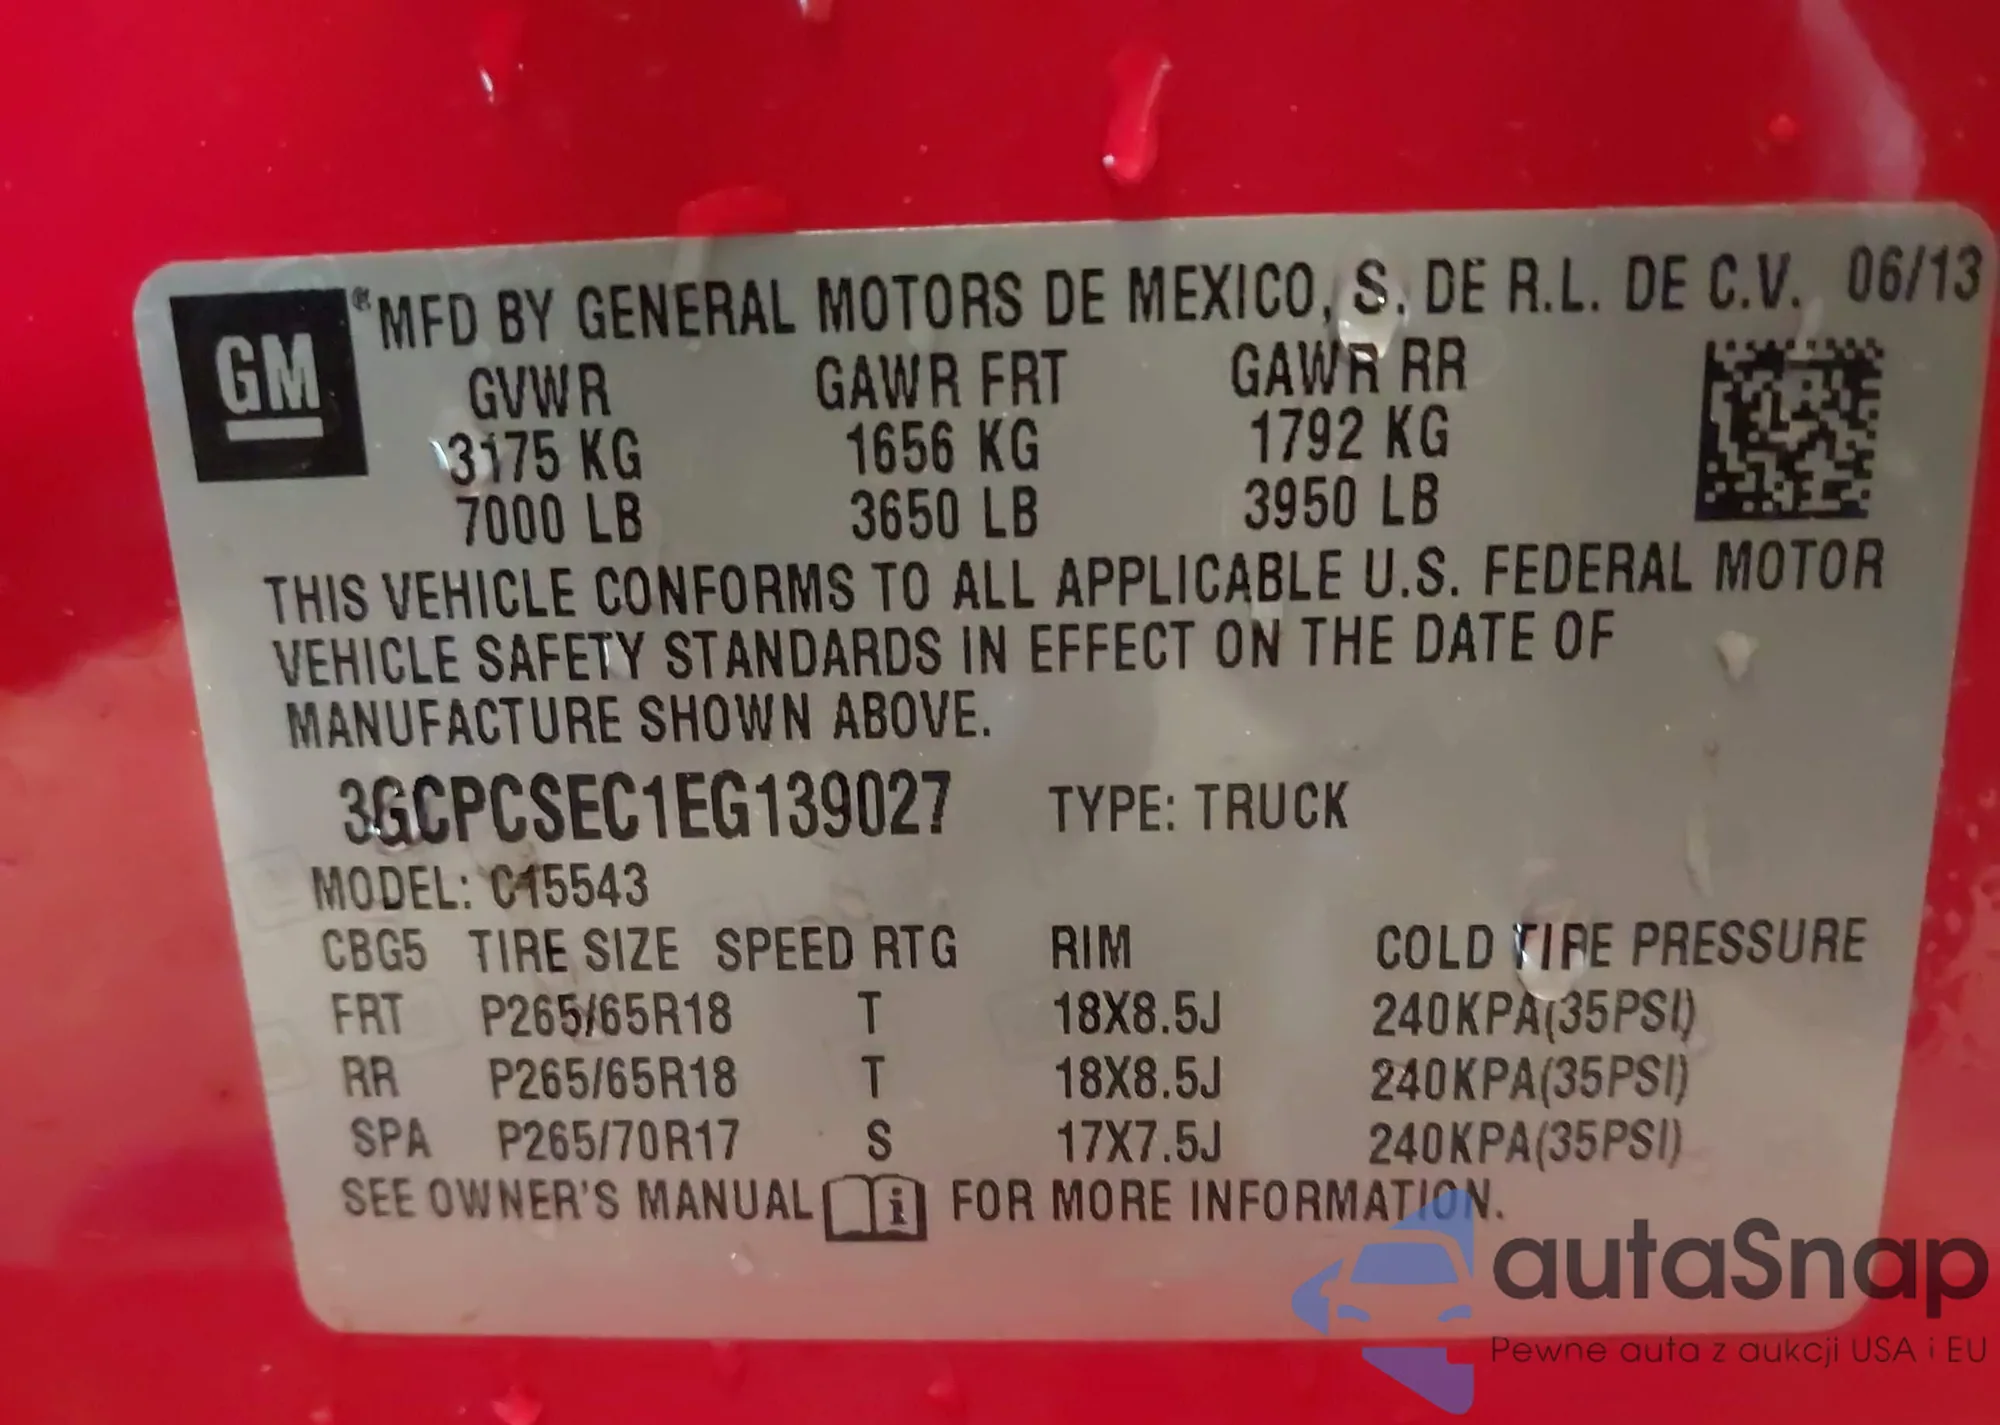 GM ® MFD BY GENERAL MOTORS DE MEXICO, S. DE R.L. DE C.V. 06/13
GVWR GAWR FRT GAWR RR
3175 KG 1656 KG 1792 KG
7000 LB 3650 LB 3950 LB
THIS VEHICLE CONFORMS TO ALL APPLICABLE U.S. FEDERAL MOTOR
VEHICLE SAFETY STANDARDS IN EFFECT ON THE DATE OF
MANUFACTURE SHOWN ABOVE.
3GCPCSEC1EG139027 TYPE: TRUCK
MODEL: C15543
CBG5 TIRE SIZE SPEED RTG RIM COLD TIRE PRESSURE
FRT P265/65R18 T 18X8.5J 240KPA(35PSI)
RR P265/65R18 T 18X8.5J 240KPA(35PSI)
SPA P265/70R17 S 17X7.5J 240KPA(35PSI)
SEE OWNER'S MANUAL i FOR MORE INFORMATION.
autaSnap
Pewne auta z aukcji USA i EU